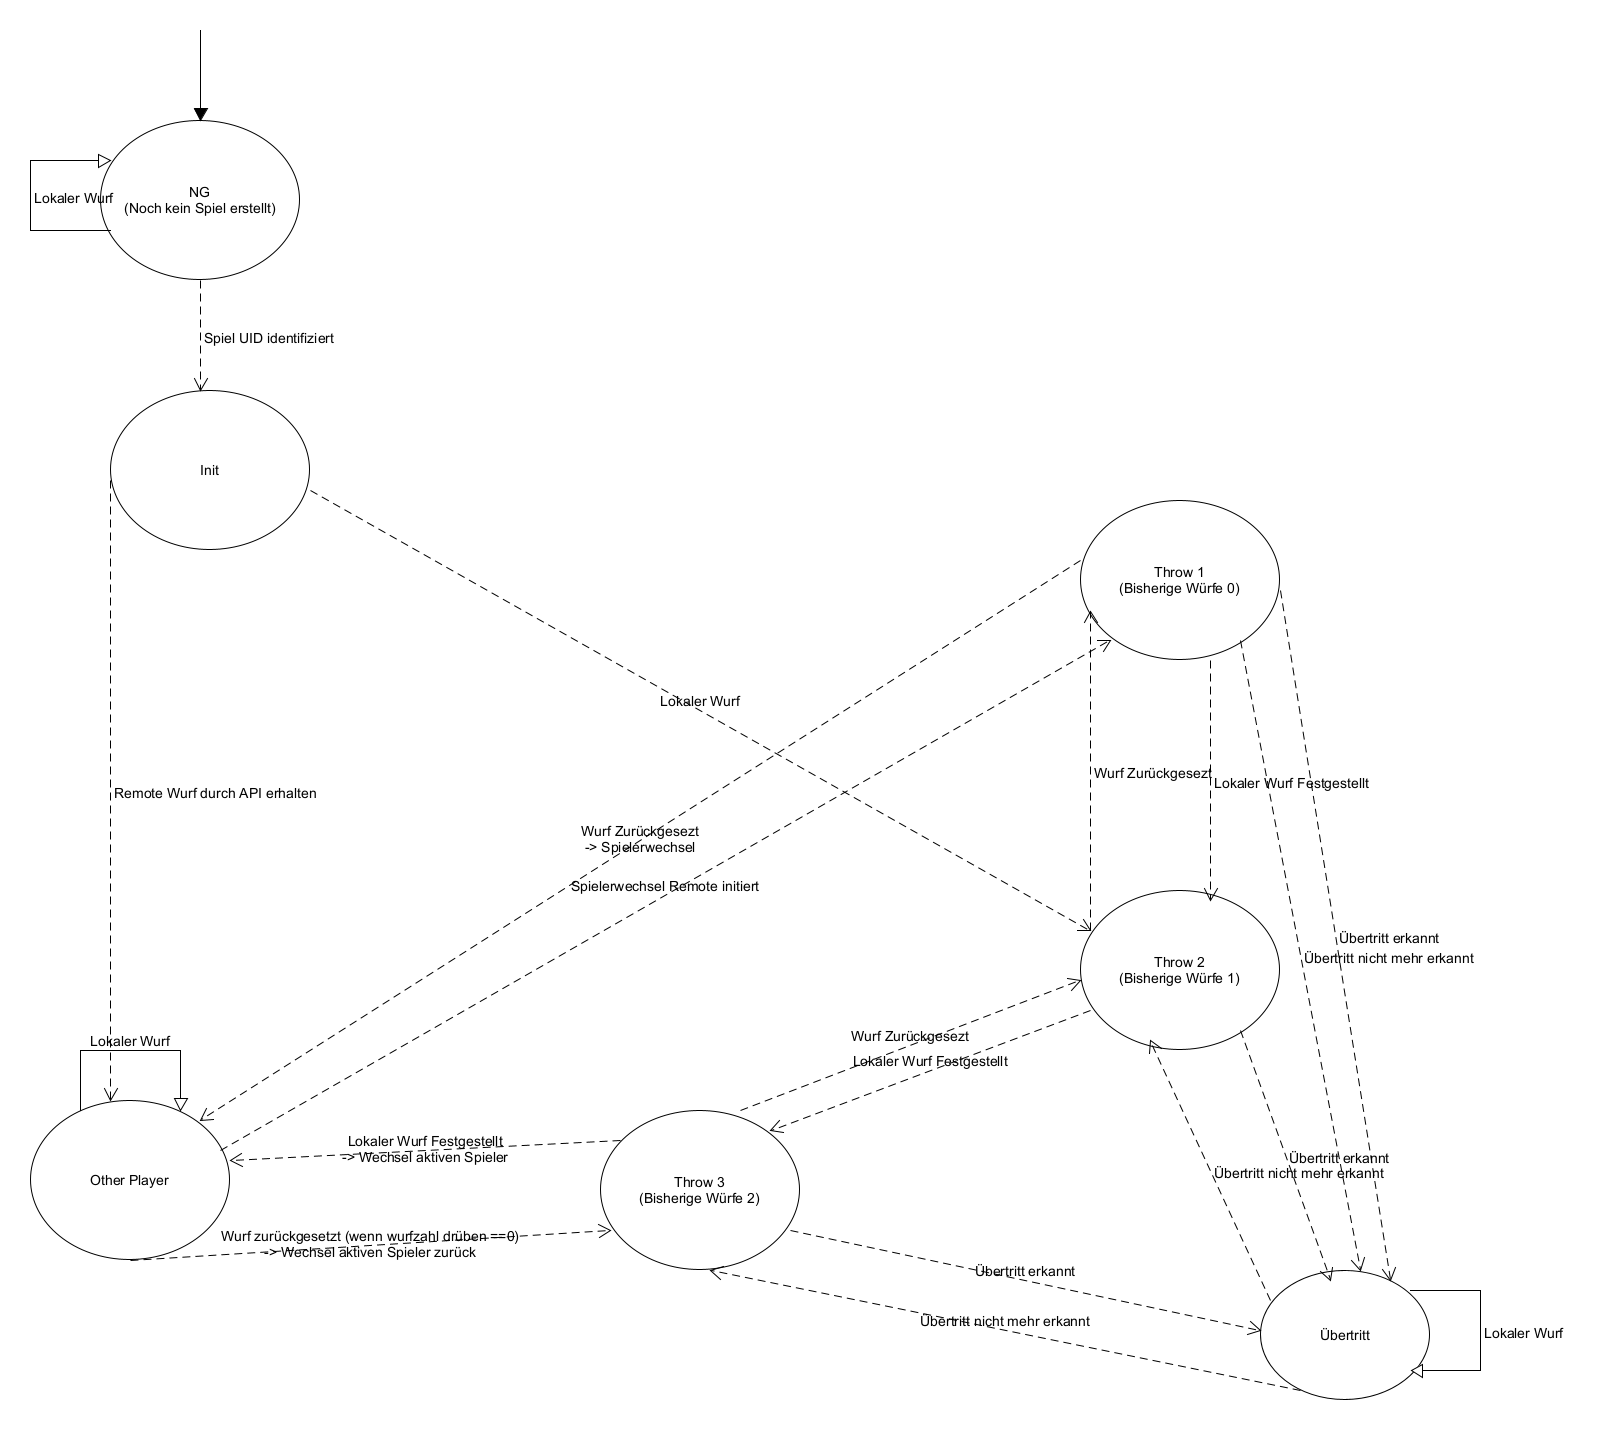 NG
(Noch kein Spiel erstellt)
Lokaler Wurf
Spiel UID identifiziert
Init
Throw 1
(Bisherige Würfe 0)
Lokaler Wurf
Wurf Zurückgesezt
Lokaler Wurf Festgestellt
Remote Wurf durch API erhalten
Wurf Zurückgesezt
-> Spielerwechsel
Spielerwechsel Remote initiert
Übertritt erkannt
Übertritt nicht mehr erkannt
Throw 2
(Bisherige Würfe 1)
Lokaler Wurf
Wurf Zurückgesezt
Lokaler Wurf Festgestellt
Lokaler Wurf Festgestellt
-> Wechsel aktiven Spieler
Übertritt erkannt
Übertritt nicht mehr erkannt
Other Player
Throw 3
(Bisherige Würfe 2)
Wurf zurückgesetzt (wenn wurfzahl drüben ==0)
-> Wechsel aktiven Spieler zurück
Übertritt erkannt
Übertritt nicht mehr erkannt
Übertritt
Lokaler Wurf